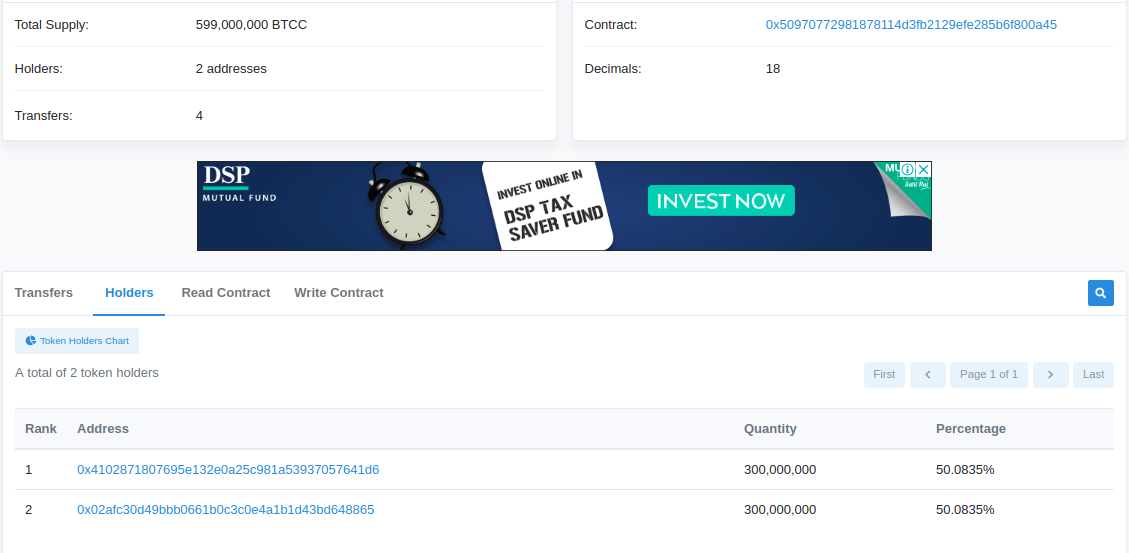 Total Supply: 599,000,000 BTCC
Holders: 2 addresses
Transfers: 4
Contract: 0x50970772981878114d3fb2129efe285b6f800a45
Decimals: 18
DSP
MUTUAL FUND
INVEST ONLINE IN
DSP TAX
SAVER FUND
INVEST NOW
Transfers Holders Read Contract Write Contract
Token Holders Chart
A total of 2 token holders
First Page 1 of 1 Last
Rank Address Quantity Percentage
1 0x4102871807695e132e0a25c981a53937057641d6 300,000,000 50.0835%
2 0x02afc30d49bbb0661b0c3c0e4a1b1d43bd648865 300,000,000 50.0835%